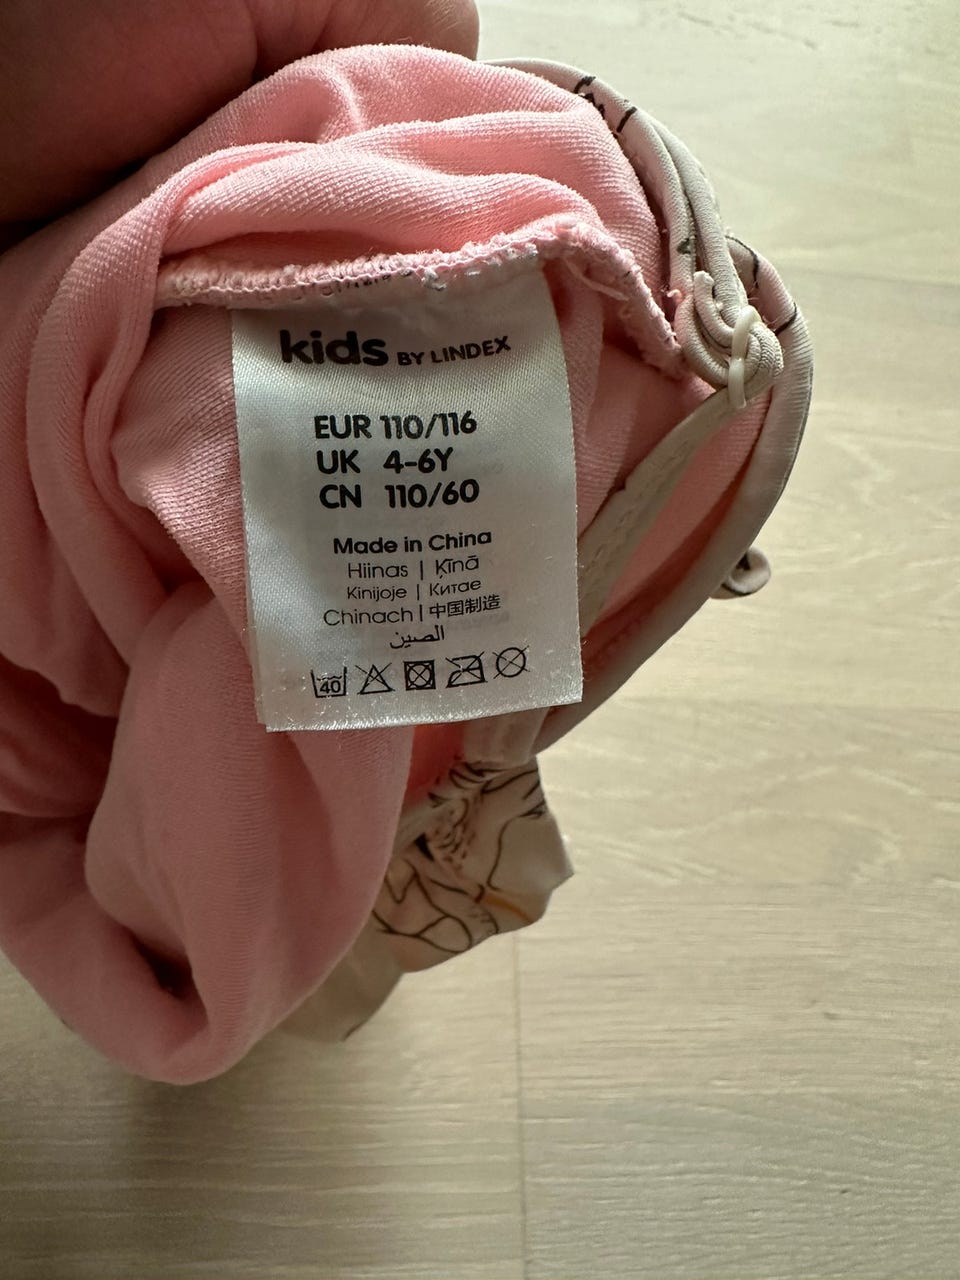 kids BY LINDEX
EUR 110/116
UK 4-6Y
CN 110/60
Made in China
Hiinas | Ķīnā
Kinijoje | Китае
Chinach | 中国制造
الصين
40